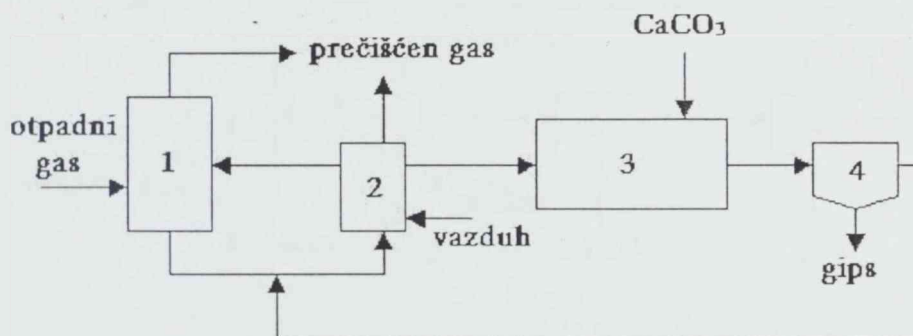 CaCO₃
prečišćen gas
otpadni
gas
1
2
3
4
vazduh
gips